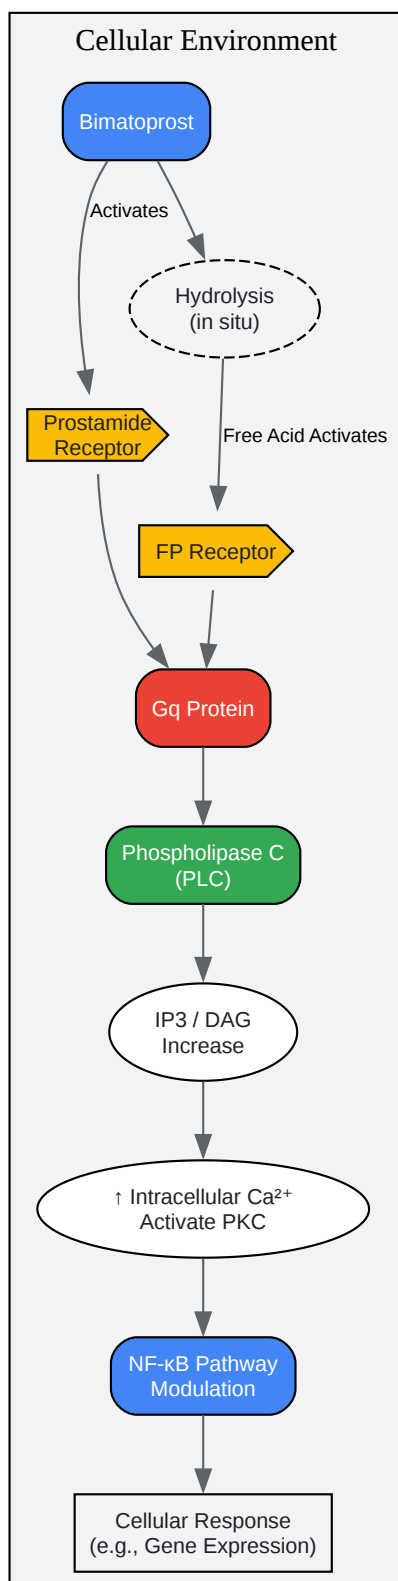 Cellular Environment
Bimatoprost
Activates
Hydrolysis
(in situ)
Prostamide
Receptor
Free Acid Activates
FP Receptor
Gq Protein
Phospholipase C
(PLC)
IP3 / DAG
Increase
↑ Intracellular Ca²⁺
Activate PKC
NF-κB Pathway
Modulation
Cellular Response
(e.g., Gene Expression)